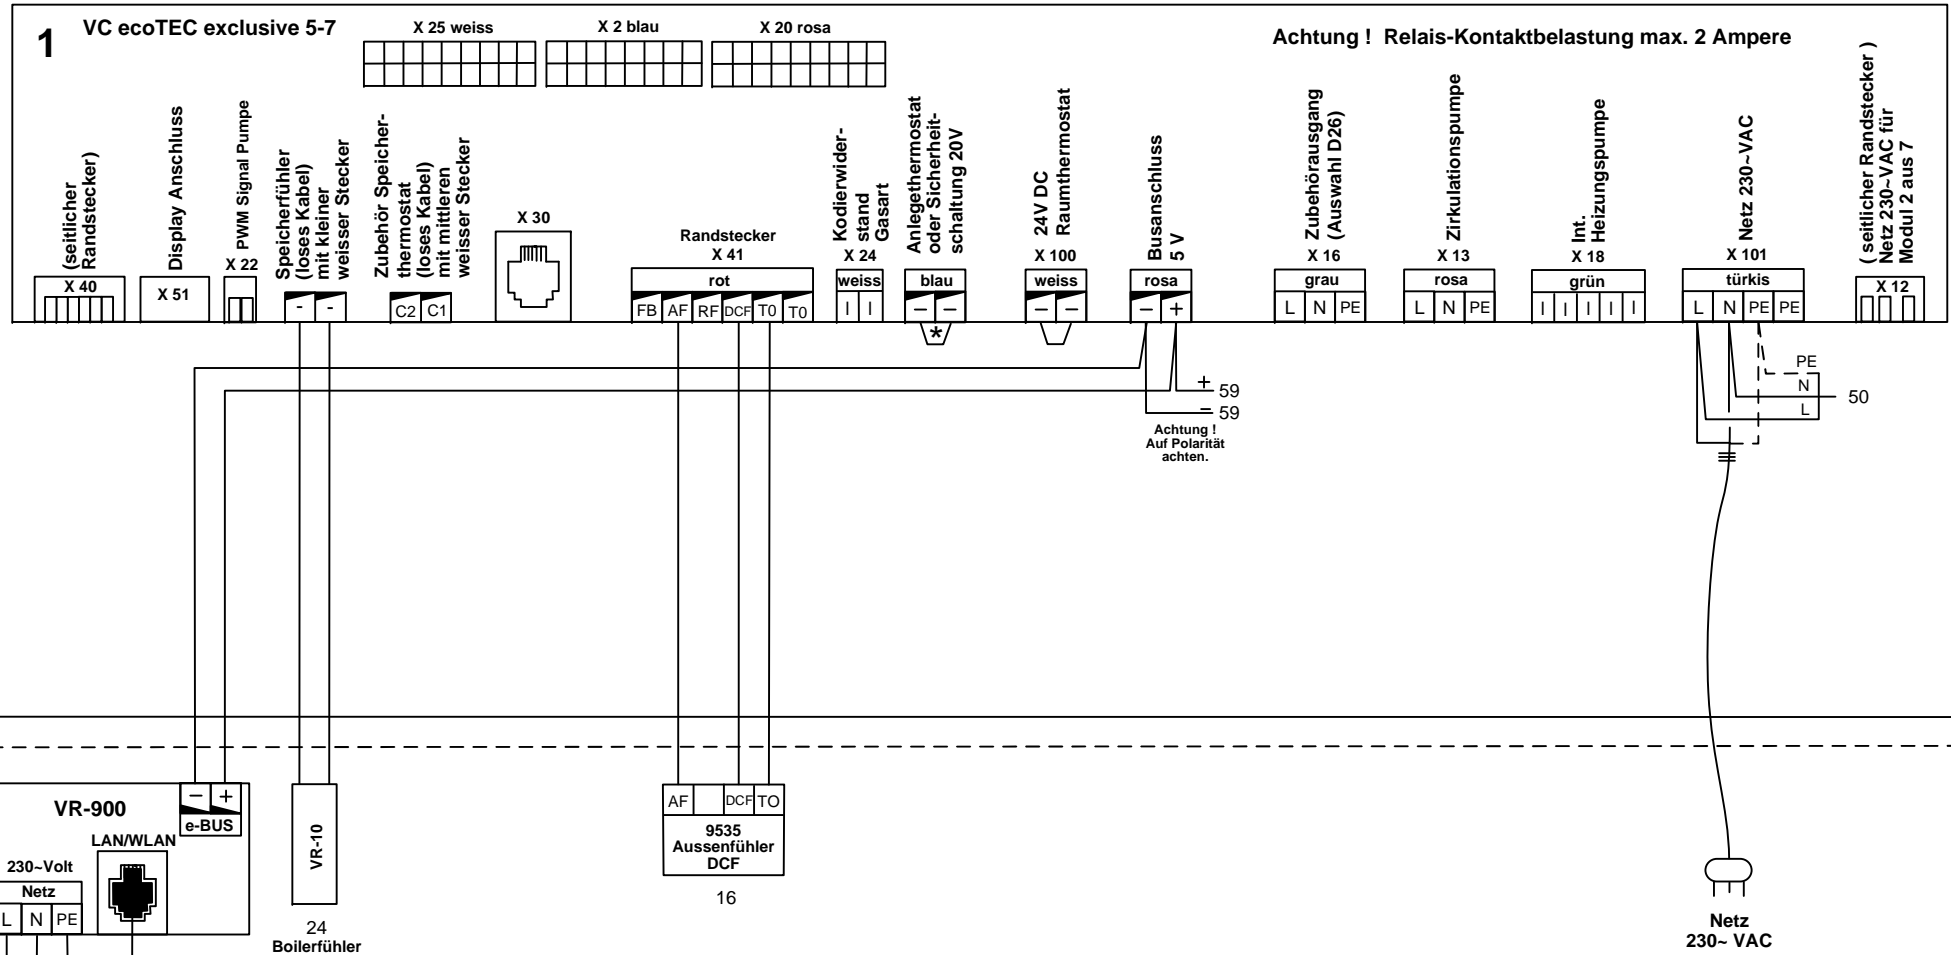 1
VC ecoTEC exclusive 5-7
X 25 weiss
X 2 blau
X 20 rosa
Achtung ! Relais-Kontaktbelastung max. 2 Ampere
(seitlicher
Randstecker)
X 40
Display Anschluss
X 51
PWM Signal Pumpe
X 22
Speicherfühler
(loses Kabel)
mit kleiner
weisser Stecker
- -
Zubehör Speicher-
thermostat
(loses Kabel)
mit mittleren
weisser Stecker
C2 C1
X 30
Randstecker
X 41
rot
FB AF RF DCF T0 T0
Kodierwider-
stand
Gasart
X 24
weiss
I I
Anlegethermostat
oder Sicherheit-
schaltung 20V
blau
– –
*
24V DC
Raumthermostat
X 100
weiss
– –
Busanschluss
5 V
rosa
– +
Zubehörausgang
(Auswahl D26)
X 16
grau
L N PE
Zirkulationspumpe
X 13
rosa
L N PE
Int.
Heizungspumpe
X 18
grün
I I I I I
Netz 230~VAC
X 101
türkis
L N PE PE
( seitlicher Randstecker )
Netz 230~VAC für
Modul 2 aus 7
X 12
+ 59
– 59
Achtung !
Auf Polarität
achten.
PE
N
L
50
VR-900
– +
e-BUS
LAN/WLAN
230~Volt
Netz
L N PE
VR-10
24
Boilerfühler
AF DCF TO
9535
Aussenfühler
DCF
16
Netz
230~ VAC